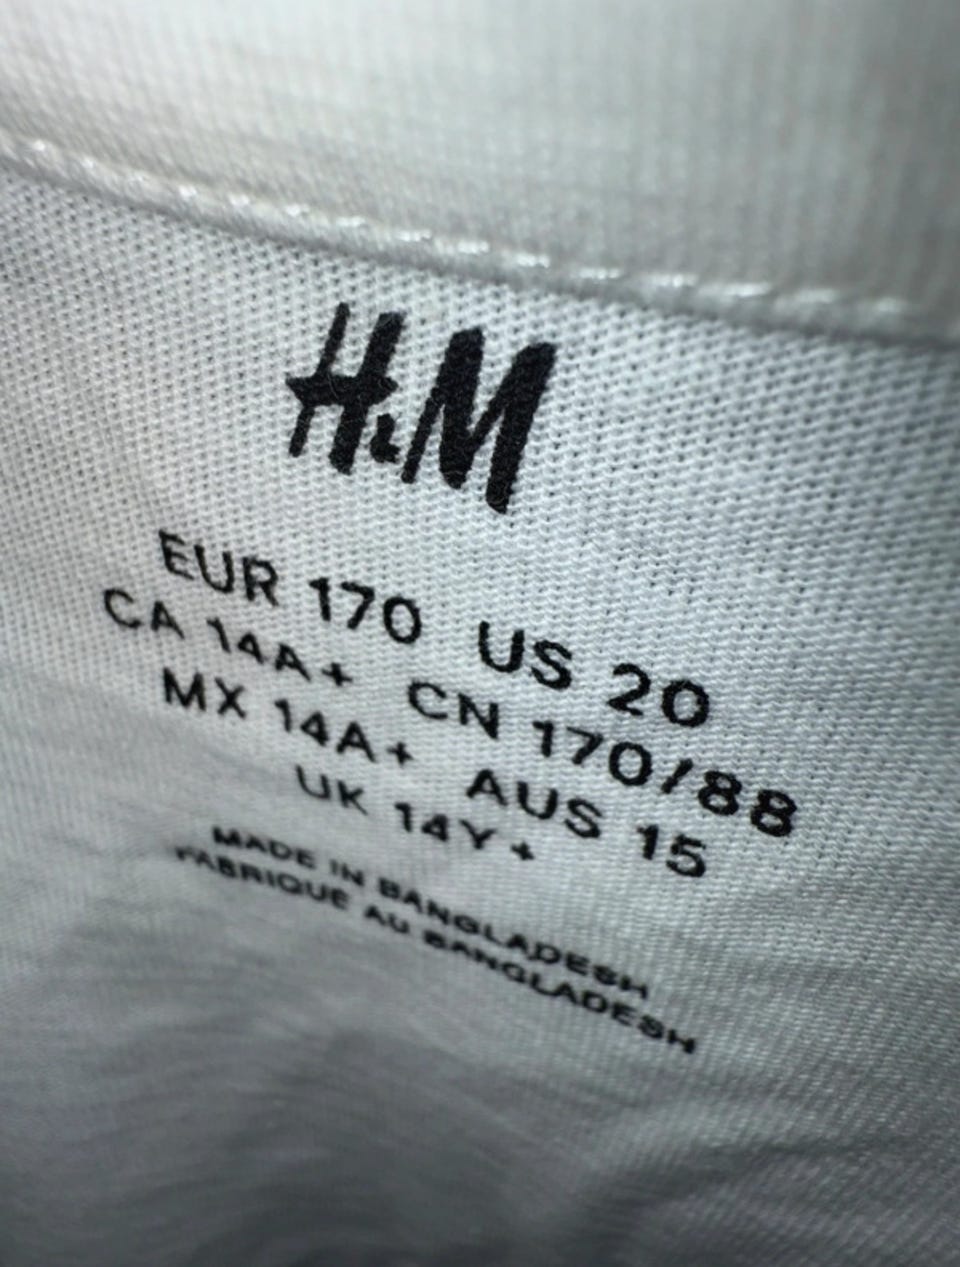 H&M
EUR 170 US 20
CA 14A+ CN 170/88
MX 14A+ AUS 15
UK 14Y+
MADE IN BANGLADESH
FABRIQUÉ AU BANGLADESH